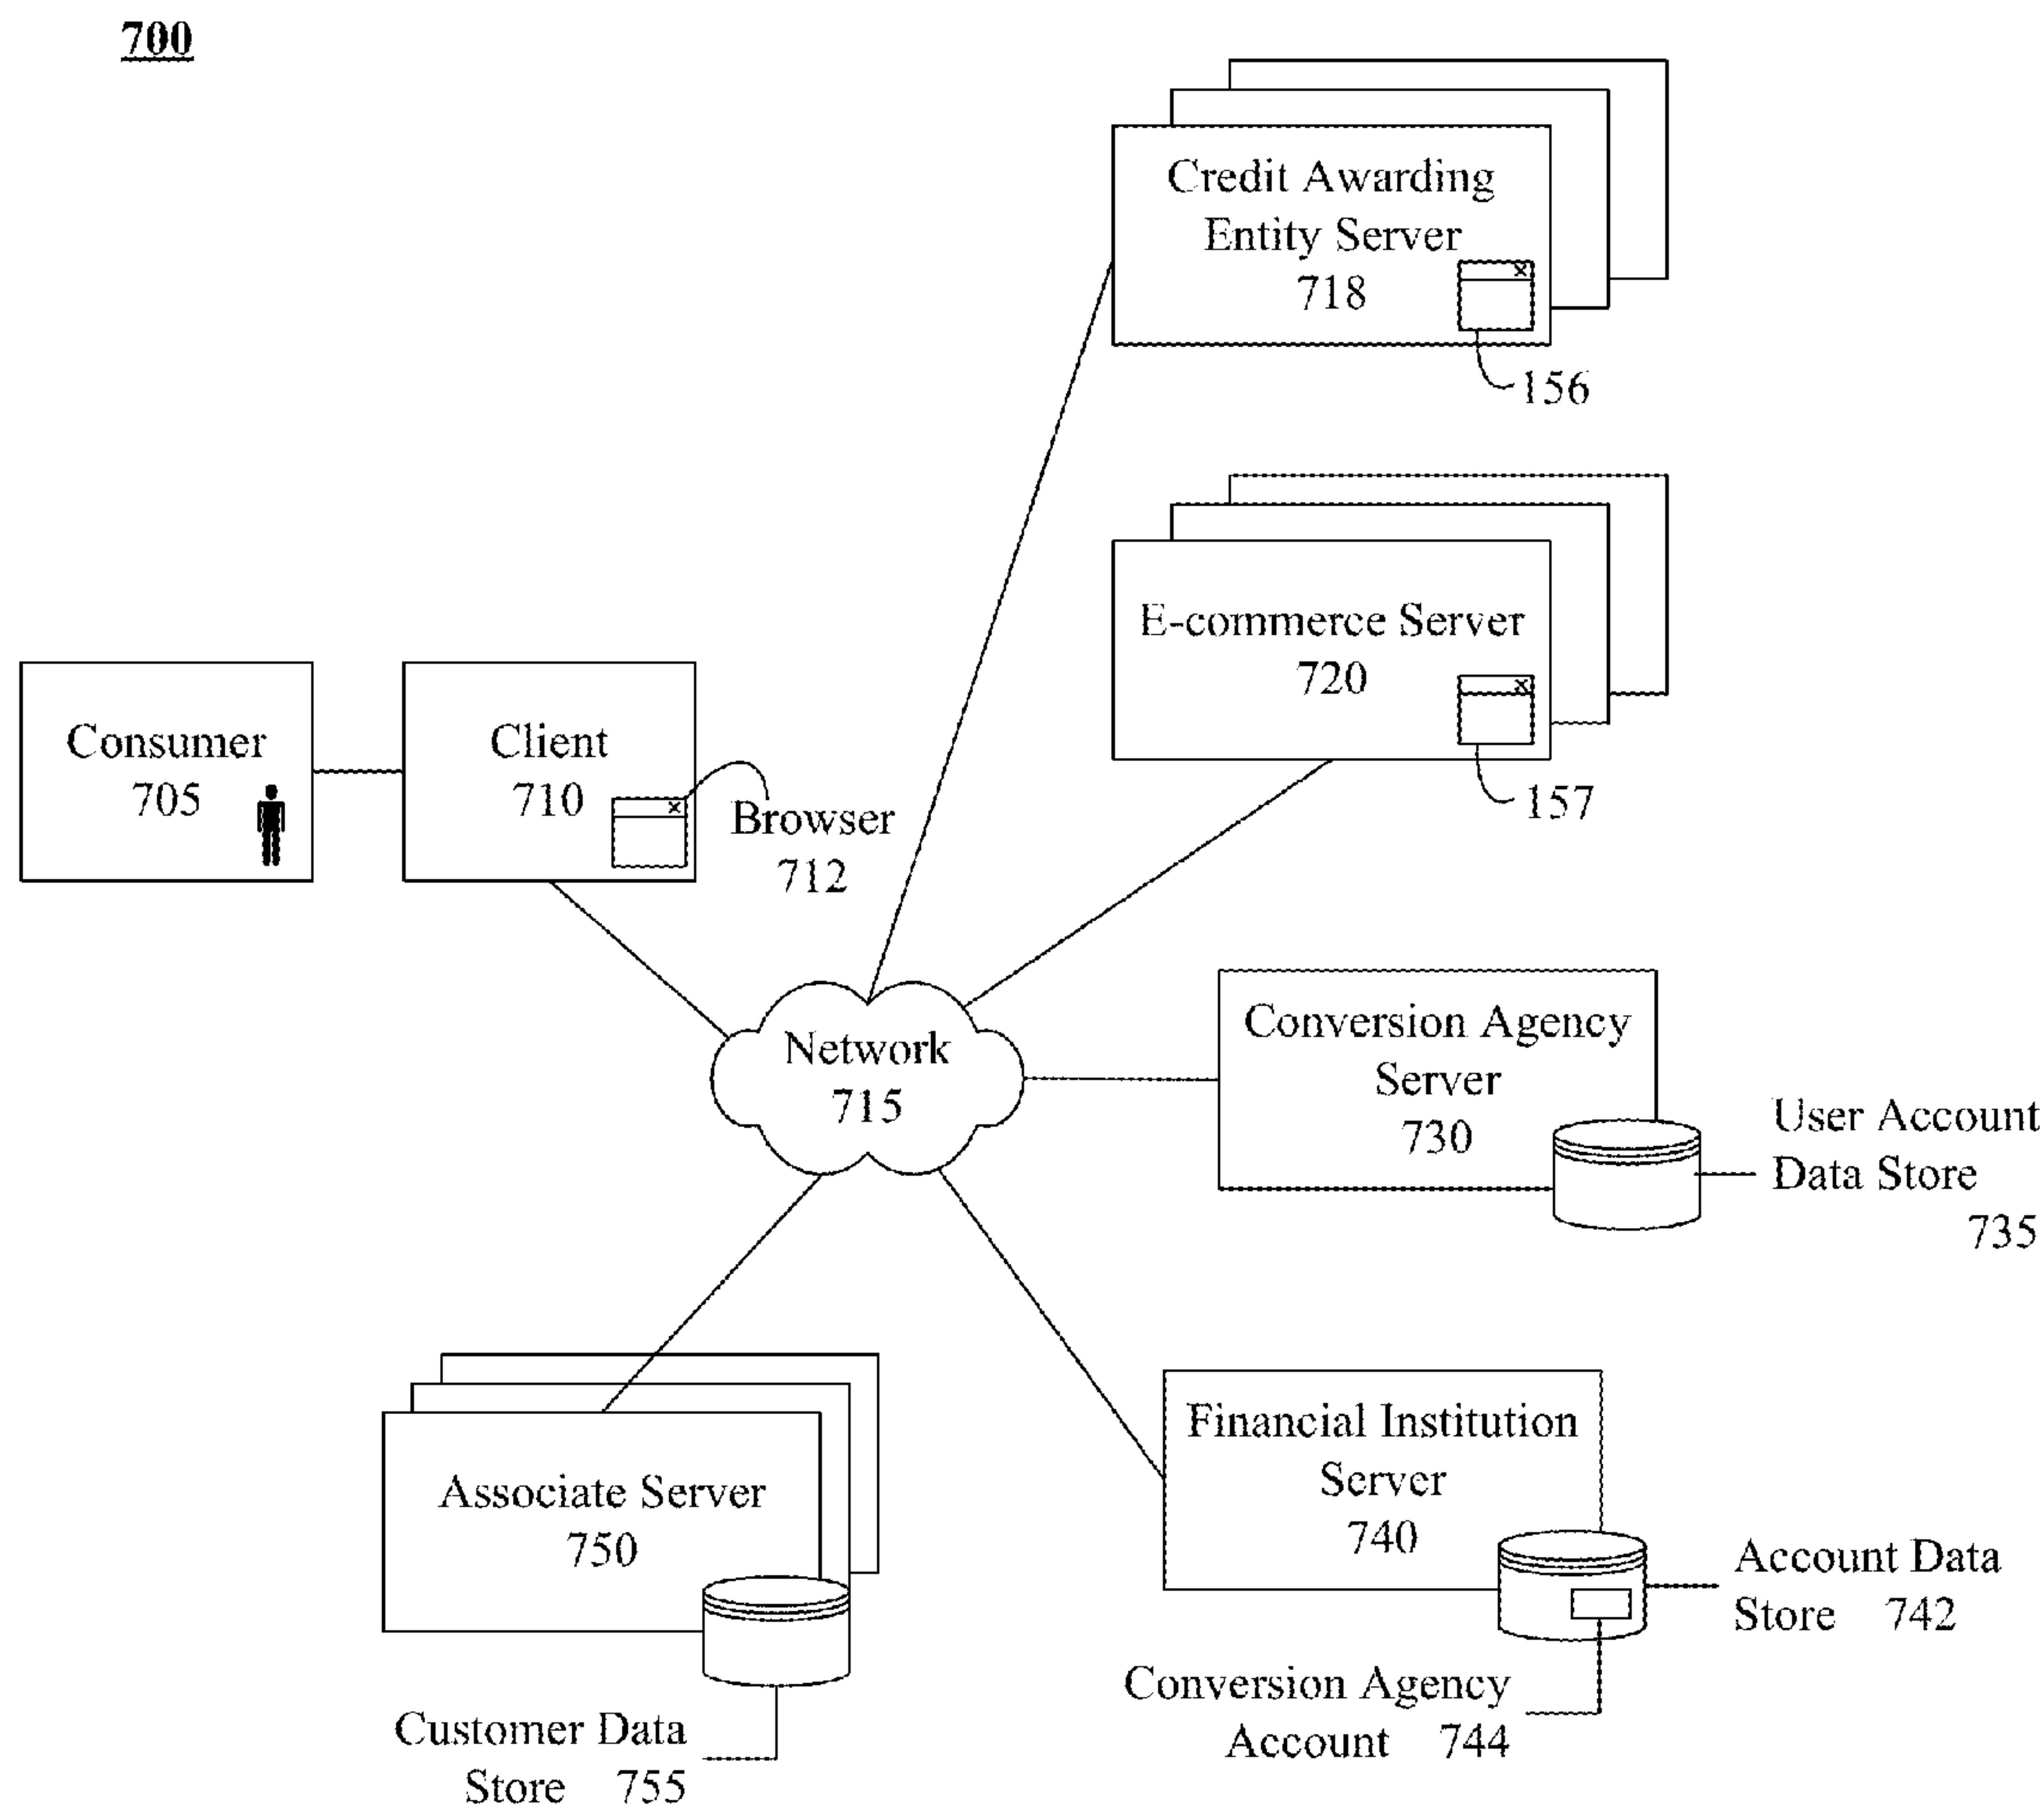 700
Credit Awarding
Entity Server
718
156
E-commerce Server
720
157
Consumer
705
Client
710
Browser
712
Network
715
Conversion Agency
Server
730
User Account
Data Store
735
Associate Server
750
Customer Data
Store 755
Financial Institution
Server
740
Account Data
Store 742
Conversion Agency
Account 744